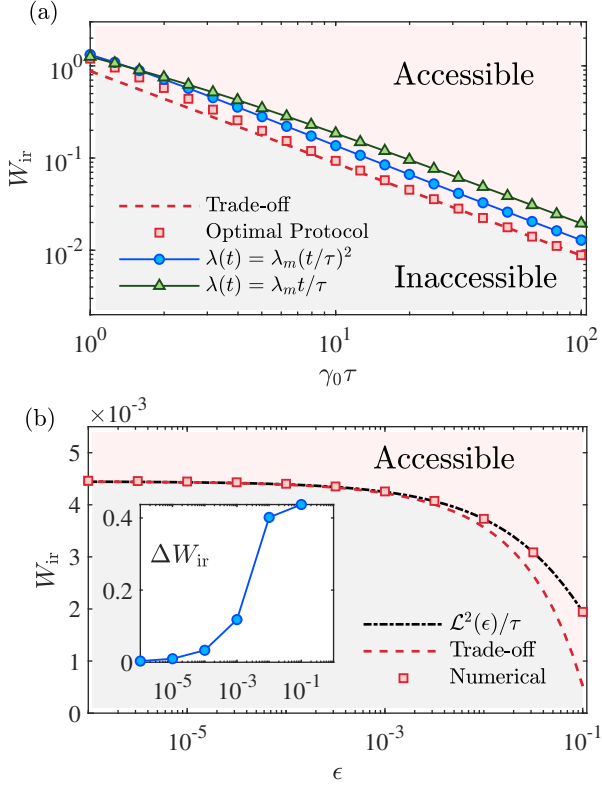 (a)
W_ir
10^0
10^-1
10^-2
Accessible
Trade-off
Optimal Protocol
λ(t) = λ_m(t/τ)^2
λ(t) = λ_m t/τ
Inaccessible
10^0 10^1 10^2
γ_0τ
(b)
×10^-3
W_ir
5
4
3
2
1
0
Accessible
0.4
0.2
0
ΔW_ir
10^-5 10^-3 10^-1
ℒ^2(ϵ)/τ
Trade-off
Numerical
10^-5 10^-3 10^-1
ϵ